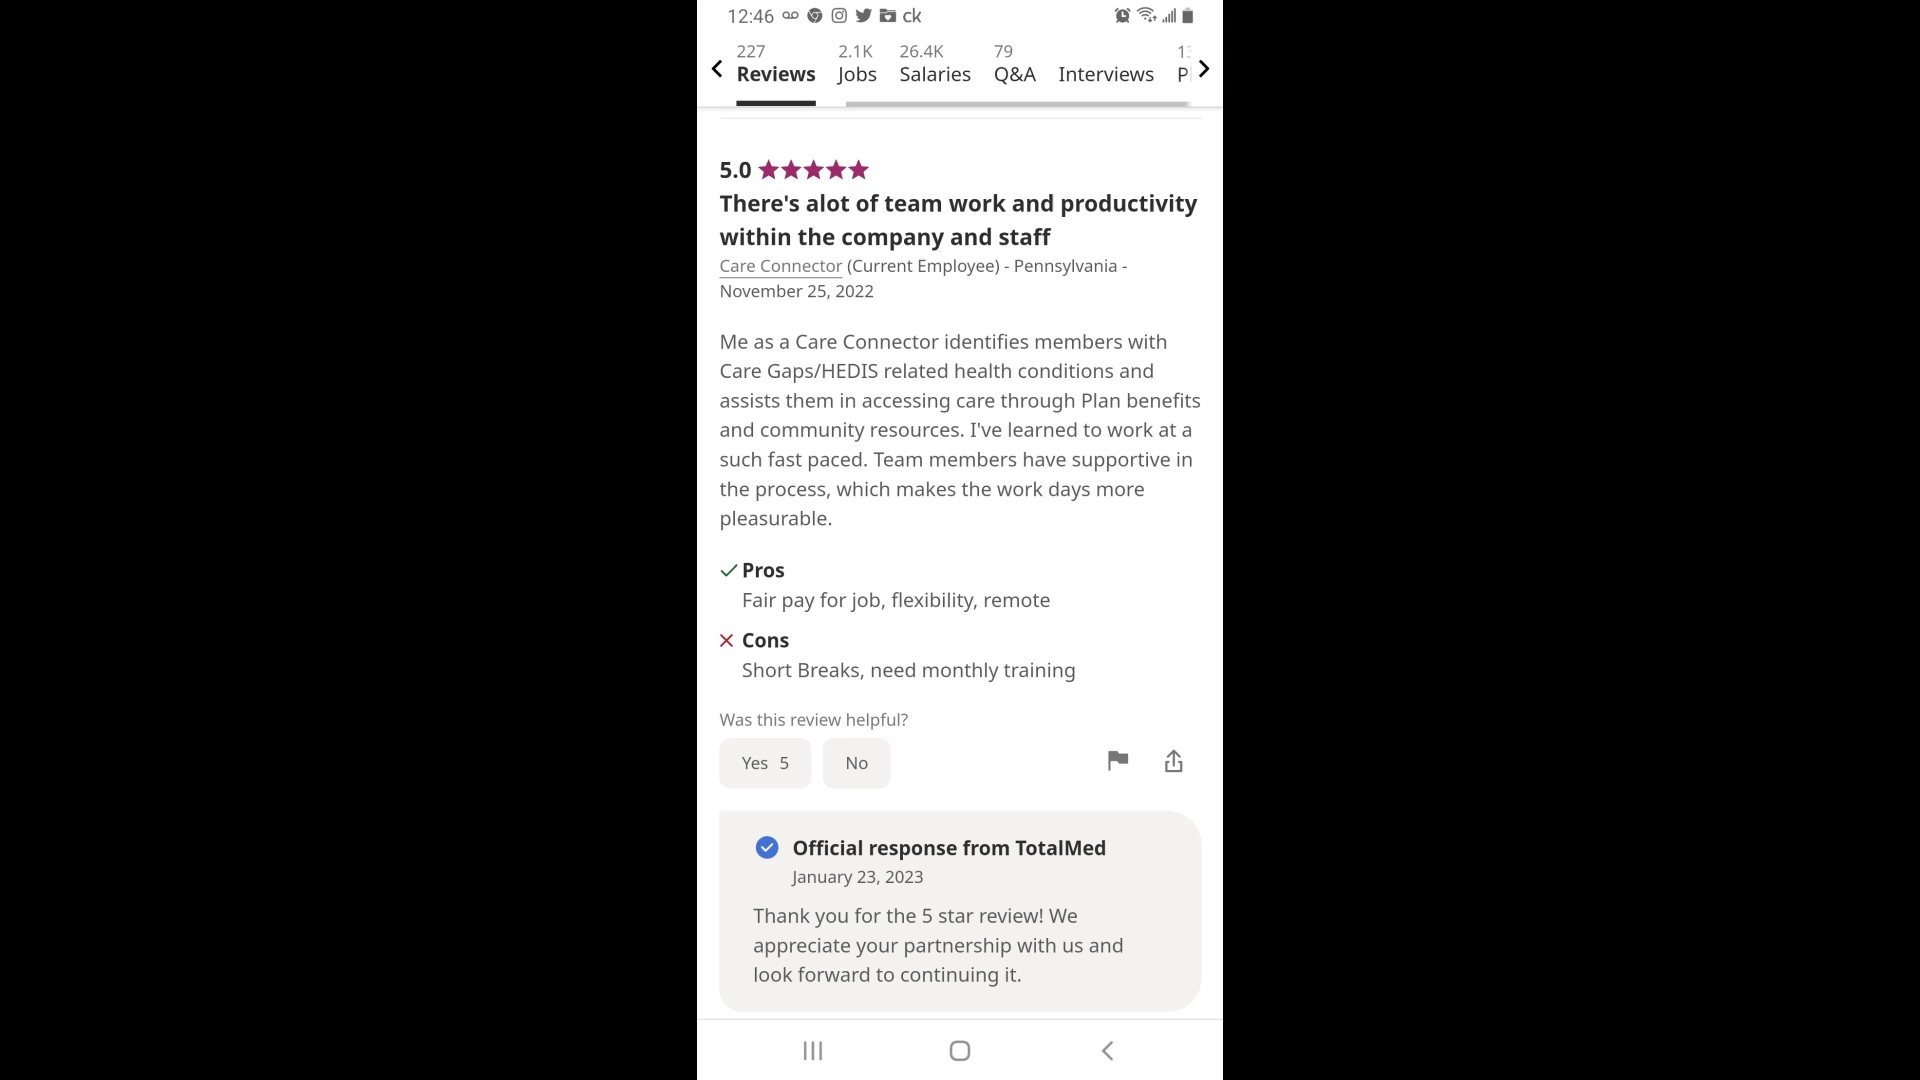 12:46 ck
227 2.1K 26.4K 79
Reviews Jobs Salaries Q&A Interviews
5.0
There's alot of team work and productivity
within the company and staff
Care Connector (Current Employee) - Pennsylvania -
November 25, 2022
Me as a Care Connector identifies members with
Care Gaps/HEDIS related health conditions and
assists them in accessing care through Plan benefits
and community resources. I've learned to work at a
such fast paced. Team members have supportive in
the process, which makes the work days more
pleasurable.
Pros
Fair pay for job, flexibility, remote
Cons
Short Breaks, need monthly training
Was this review helpful?
Yes 5 No
Official response from TotalMed
January 23, 2023
Thank you for the 5 star review! We
appreciate your partnership with us and
look forward to continuing it.